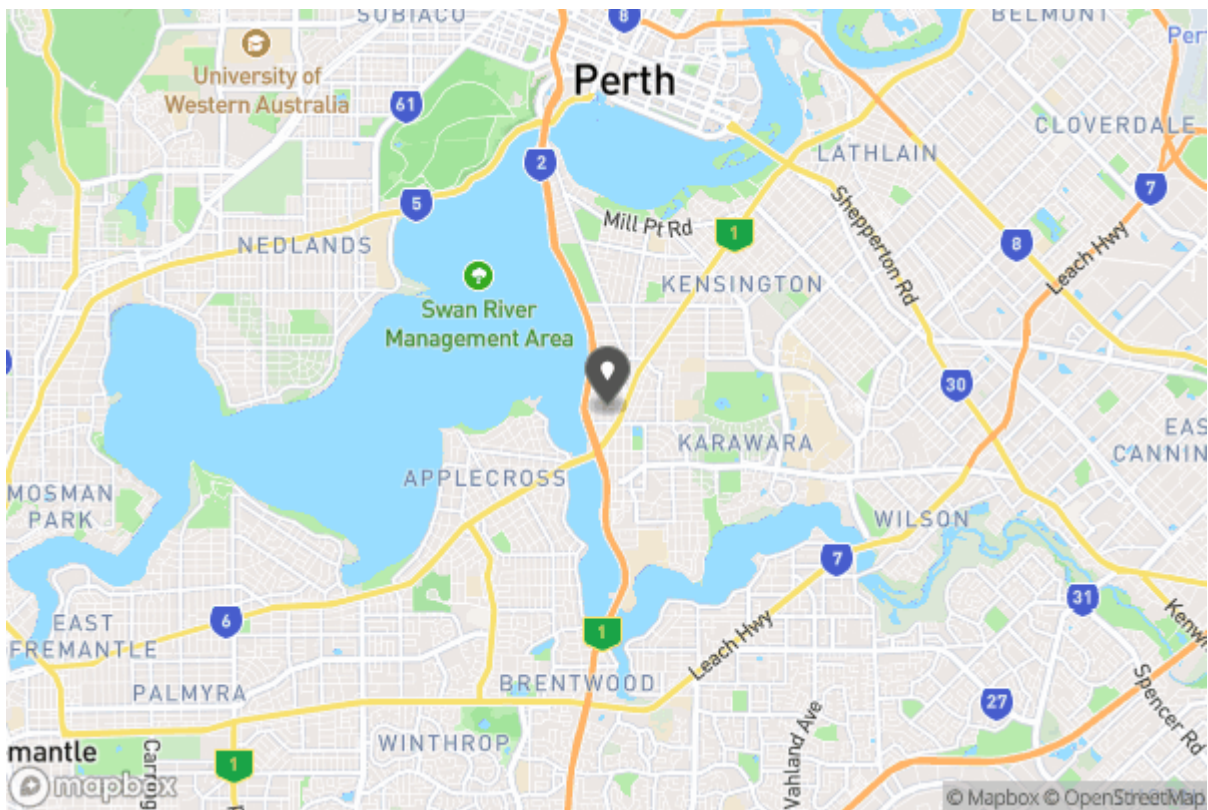 SUBIACO
8
BELMONT
University of
Western Australia
Perth
61
CLOVERDALE
2
LATHLAIN
7
5
Mill Pt Rd
1
Shepperton Rd
8
Leach Hwy
NEDLANDS
KENSINGTON
Swan River
Management Area
30
KARAWARA
APPLECROSS
MOSMAN
PARK
WILSON
7
31
6
EAST
FREMANTLE
1
Leach Hwy
BRENTWOOD
PALMYRA
27
Spencer Rd
Vahland Ave
WINTHROP
mantle
1
mapbox
© Mapbox © OpenStreetMap